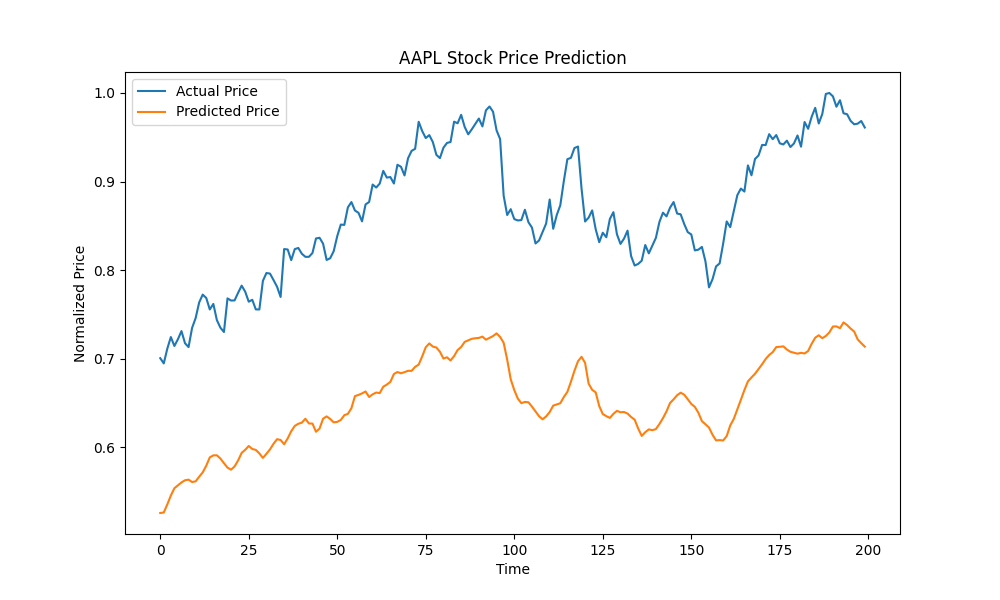 AAPL Stock Price Prediction
Actual Price
Predicted Price
Normalized Price
1.0
0.9
0.8
0.7
0.6
0 25 50 75 100 125 150 175 200
Time